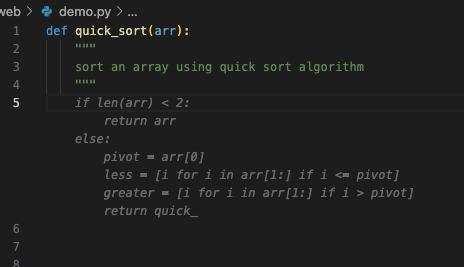 web > demo.py > ...
1 def quick_sort(arr):
2 """
3 sort an array using quick sort algorithm
4 """
5 if len(arr) < 2:
return arr
else:
pivot = arr[0]
less = [i for i in arr[1:] if i <= pivot]
greater = [i for i in arr[1:] if i > pivot]
return quick_
6
7
8